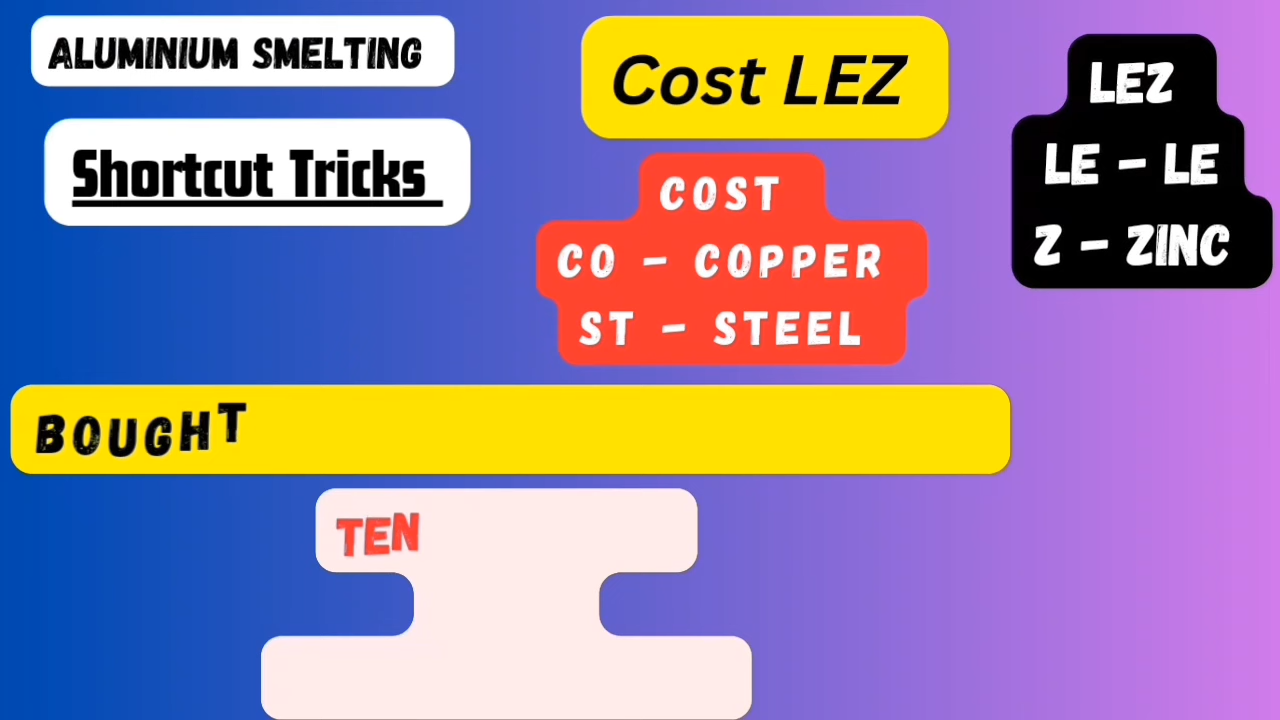 ALUMINIUM SMELTING
Shortcut Tricks
Cost LEZ
COST
CO - COPPER
ST - STEEL
LEZ
LE - LE
Z - ZINC
BOUGHT
TEN